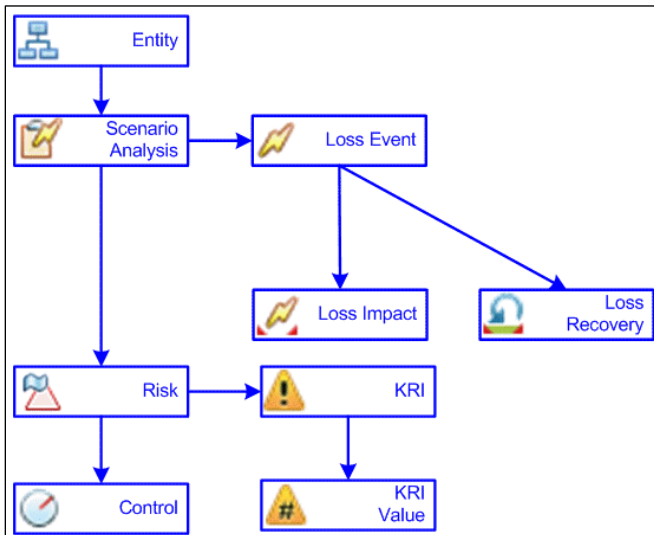 Entity
Scenario
Analysis
Loss Event
Loss Impact
Loss
Recovery
Risk
KRI
Control
#
KRI
Value